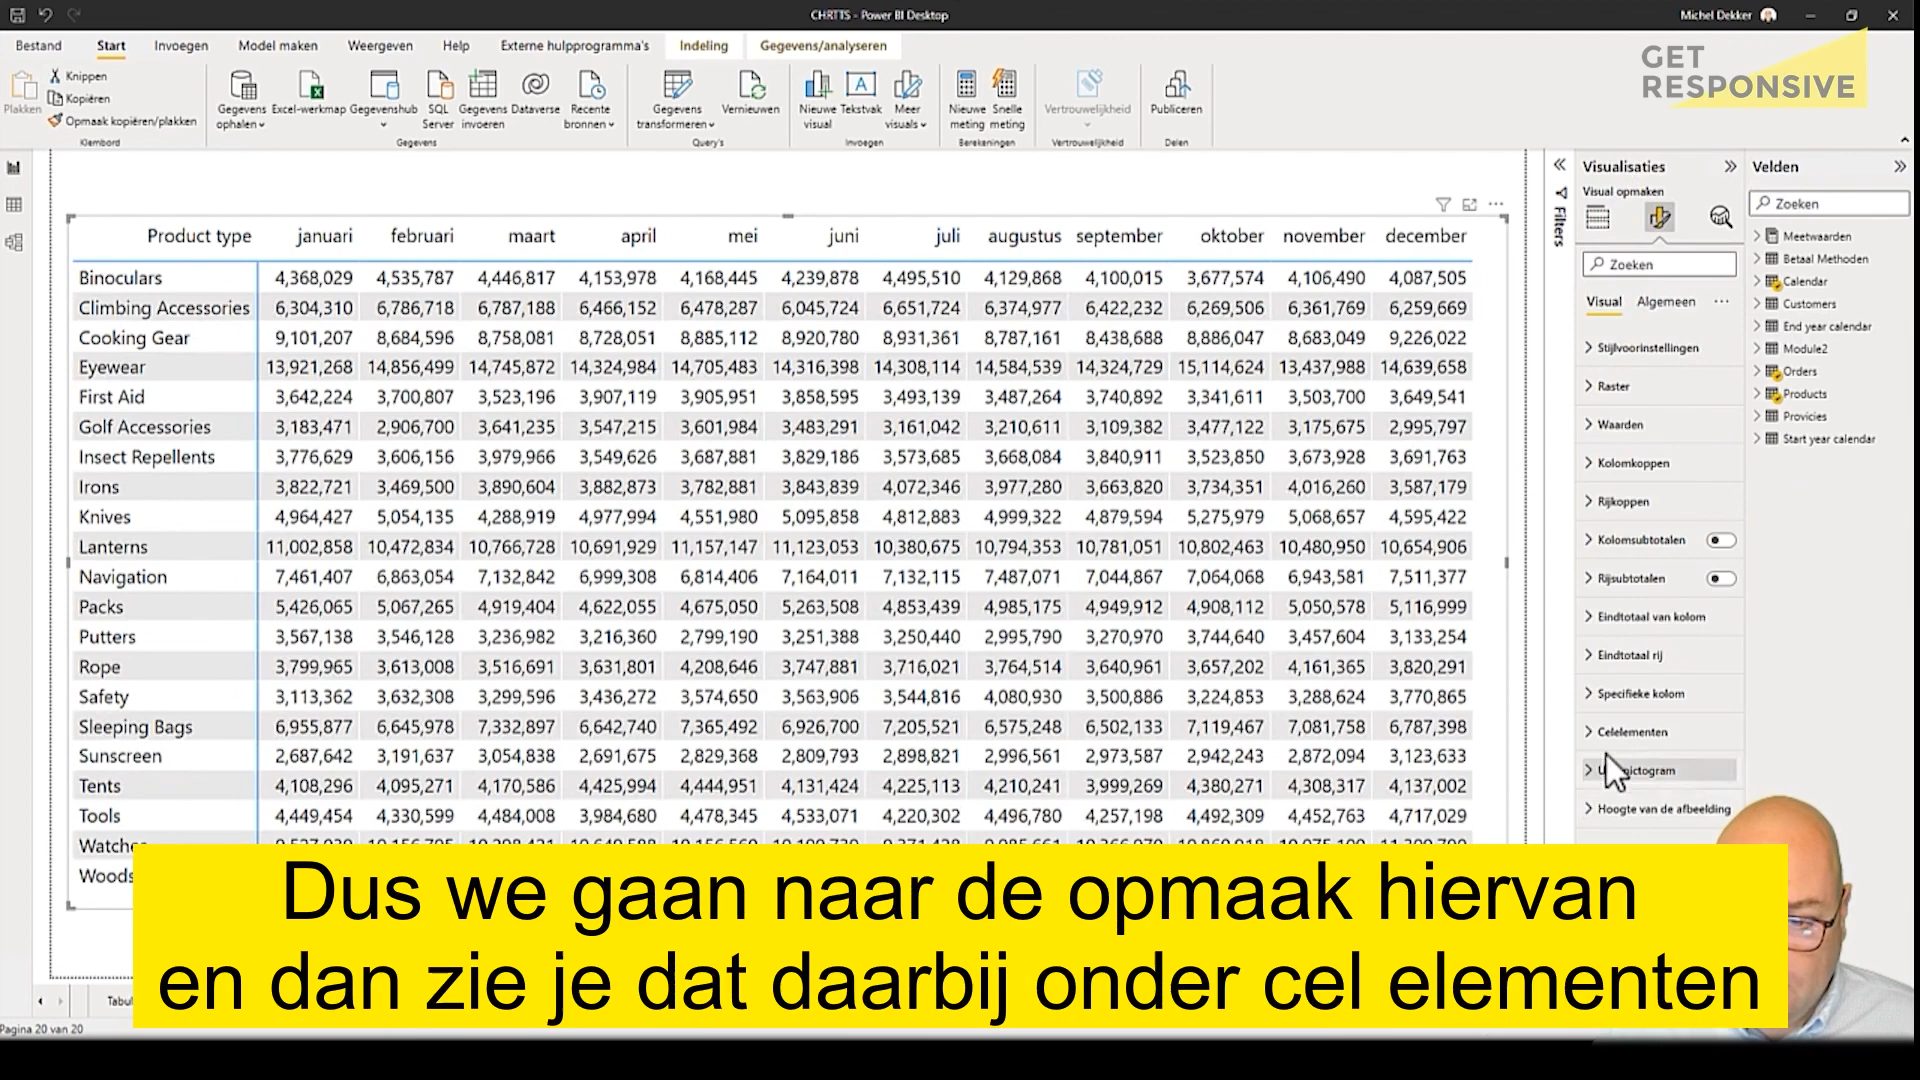 CHRTTS - Power BI Desktop
Michel Dekker
Bestand Start Invoegen Model maken Weergeven Help Externe hulpprogramma's Indeling Gegevens/analyseren
GET
RESPONSIVE
Knippen
Kopiëren
Opmaak kopiëren/plakken
Plakken
Klembord
Gegevens ophalen
Excel-werkmap
Gegevenshub
SQL Server
Gegevens invoeren
Dataverse
Recente bronnen
Gegevens
Gegevens transformeren
Vernieuwen
Query's
Nieuwe visual
Tekstvak
Meer visuals
Invoegen
Nieuwe meting
Snelle meting
Berekeningen
Vertrouwelijkheid
Vertrouwelijkheid
Publiceren
Delen
Product type januari februari maart april mei juni juli augustus september oktober november december
Binoculars 4,368,029 4,535,787 4,446,817 4,153,978 4,168,445 4,239,878 4,495,510 4,129,868 4,100,015 3,677,574 4,106,490 4,087,505
Climbing Accessories 6,304,310 6,786,718 6,787,188 6,466,152 6,478,287 6,045,724 6,651,724 6,374,977 6,422,232 6,269,506 6,361,769 6,259,669
Cooking Gear 9,101,207 8,684,596 8,758,081 8,728,051 8,885,112 8,920,780 8,931,361 8,787,161 8,438,688 8,886,047 8,683,049 9,226,022
Eyewear 13,921,268 14,856,499 14,745,872 14,324,984 14,705,483 14,316,398 14,308,114 14,584,539 14,324,729 15,114,624 13,437,988 14,639,658
First Aid 3,642,224 3,700,807 3,523,196 3,907,119 3,905,951 3,858,595 3,493,139 3,487,264 3,740,892 3,341,611 3,503,700 3,649,541
Golf Accessories 3,183,471 2,906,700 3,641,235 3,547,215 3,601,984 3,483,291 3,161,042 3,210,611 3,109,382 3,477,122 3,175,675 2,995,797
Insect Repellents 3,776,629 3,606,156 3,979,966 3,549,626 3,687,881 3,829,186 3,573,685 3,668,084 3,840,911 3,523,850 3,673,928 3,691,763
Irons 3,822,721 3,469,500 3,890,604 3,882,873 3,782,881 3,843,839 4,072,346 3,977,280 3,663,820 3,734,351 4,016,260 3,587,179
Knives 4,964,427 5,054,135 4,288,919 4,977,994 4,551,980 5,095,858 4,812,883 4,999,322 4,879,594 5,275,979 5,068,657 4,595,422
Lanterns 11,002,858 10,472,834 10,766,728 10,691,929 11,157,147 11,123,053 10,380,675 10,794,353 10,781,051 10,802,463 10,480,950 10,654,906
Navigation 7,461,407 6,863,054 7,132,842 6,999,308 6,814,406 7,164,011 7,132,115 7,487,071 7,044,867 7,064,068 6,943,581 7,511,377
Packs 5,426,065 5,067,265 4,919,404 4,622,055 4,675,050 5,263,508 4,853,439 4,985,175 4,949,912 4,908,112 5,050,578 5,116,999
Putters 3,567,138 3,546,128 3,236,982 3,216,360 2,799,190 3,251,388 3,250,440 2,995,790 3,270,970 3,744,640 3,457,604 3,133,254
Rope 3,799,965 3,613,008 3,516,691 3,631,801 4,208,646 3,747,881 3,716,021 3,764,514 3,640,961 3,657,202 4,161,365 3,820,291
Safety 3,113,362 3,632,308 3,299,596 3,436,272 3,574,650 3,563,906 3,544,816 4,080,930 3,500,886 3,224,853 3,288,624 3,770,865
Sleeping Bags 6,955,877 6,645,978 7,332,897 6,642,740 7,365,492 6,926,700 7,205,521 6,575,248 6,502,133 7,119,467 7,081,758 6,787,398
Sunscreen 2,687,642 3,191,637 3,054,838 2,691,675 2,829,368 2,809,793 2,898,821 2,996,561 2,973,587 2,942,243 2,872,094 3,123,633
Tents 4,108,296 4,095,271 4,170,586 4,425,994 4,444,951 4,131,424 4,225,113 4,210,241 3,999,269 4,380,271 4,308,317 4,137,002
Tools 4,449,454 4,330,599 4,484,008 3,984,680 4,478,345 4,533,071 4,220,302 4,496,780 4,257,198 4,492,309 4,452,763 4,717,029
Filters
Visualisaties
Visual opmaken
Zoeken
Visual Algemeen
Stijlvoorinstellingen
Raster
Waarden
Kolomkoppen
Rijkoppen
Kolomsubtotalen
Rijsubtotalen
Eindtotaal van kolom
Eindtotaal rij
Specifieke kolom
Celelementen
Hoogte van de afbeelding
Velden
Zoeken
Meetwaarden
Betaal Methoden
Calendar
Customers
End year calendar
Module2
Orders
Products
Provicies
Start year calendar
Dus we gaan naar de opmaak hiervan
en dan zie je dat daarbij onder cel elementen
Pagina 20 van 20